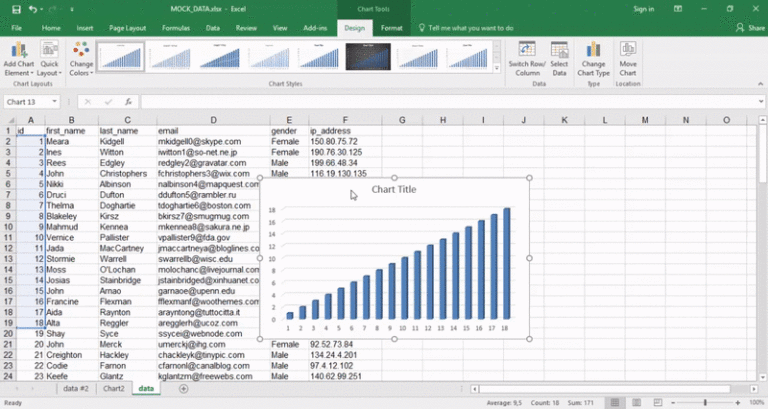 MOCK_DATA.xlsx - Excel
Chart Tools
Sign in
File Home Insert Page Layout Formulas Data Review View Add-ins Design Format Tell me what you want to do Share
Add Chart Element Quick Layout Change Colors Switch Row/ Column Select Data Change Chart Type Move Chart
Chart Layouts Chart Styles Data Type Location
Chart 13 fx
A B C D E F G H I J K L M N O
1 id first_name last_name email gender ip_address
2 1 Meara Kidgell mkidgell0@skype.com Female 150.80.75.72
3 2 Ines Witton iwitton1@so-net.ne.jp Female 190.76.30.125
4 3 Rees Edgley redgley2@gravatar.com Male 199.66.48.34
5 4 John Christophers fchristophers3@wix.com Male 116.19.130.135
6 5 Nikki Albinson nalbinson4@mapquest.com
7 6 Druci Dufton ddufton5@rambler.ru
8 7 Thelma Doghartie tdoghartie6@boston.com
9 8 Blakeley Kirsz bkirsz7@smugmug.com
10 9 Mahmud Kennea mkennea8@sakura.ne.jp
11 10 Vernice Pallister vpallister9@fda.gov
12 11 Jada MacCartney jmaccartneya@bloglines.com
13 12 Stormie Warrell swarrellb@wisc.edu
14 13 Moss O'Lochan molochanc@livejournal.com
15 14 Josias Stainbridge jstainbridged@xinhuanet.com
16 15 John Arnao garnaoe@upenn.edu
17 16 Francine Flexman fflexmanf@woothemes.com
18 17 Aida Raynton arayntong@tuttocitta.it
19 18 Alta Reggler aregglerh@ucoz.com
20 19 Shay Syce ssycei@webnode.com
21 20 John Merck umerckj@ihg.com Female 92.52.73.84
22 21 Creighton Hackley chackleyk@tinypic.com Male 134.24.4.201
23 22 Codie Farnon cfarnonl@canalblog.com Male 97.4.12.102
24 23 Keefe Glantz kglantzm@freewebs.com Male 140.62.99.251
Chart Title
18
16
14
12
10
8
6
4
2
0
1 2 3 4 5 6 7 8 9 10 11 12 13 14 15 16 17 18
data #2 Chart2 data
Ready Average: 9,5 Count: 18 Sum: 171 100%